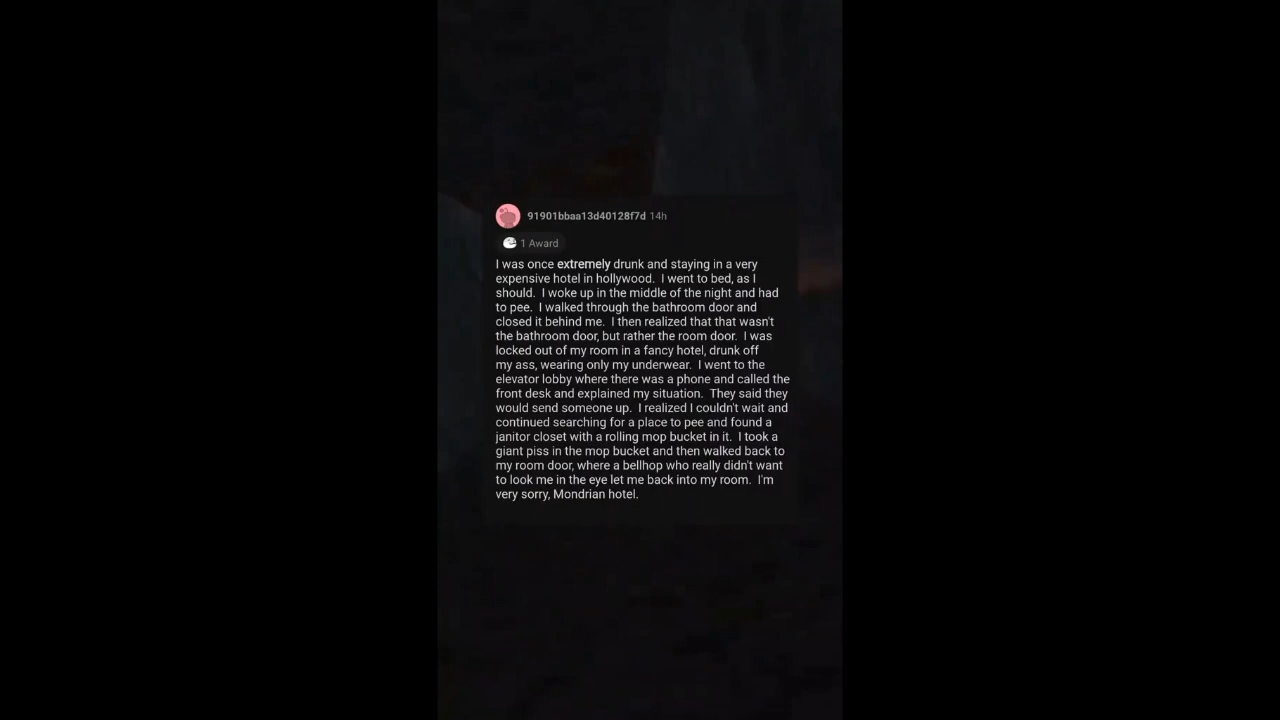 91901bbaa13d40128f7d 14h
1 Award
I was once extremely drunk and staying in a very
expensive hotel in hollywood.  I went to bed, as I
should.  I woke up in the middle of the night and had
to pee.  I walked through the bathroom door and
closed it behind me.  I then realized that that wasn't
the bathroom door, but rather the room door.  I was
locked out of my room in a fancy hotel, drunk off
my ass, wearing only my underwear.  I went to the
elevator lobby where there was a phone and called the
front desk and explained my situation.  They said they
would send someone up.  I realized I couldn't wait and
continued searching for a place to pee and found a
janitor closet with a rolling mop bucket in it.  I took a
giant piss in the mop bucket and then walked back to
my room door, where a bellhop who really didn't want
to look me in the eye let me back into my room.  I'm
very sorry, Mondrian hotel.